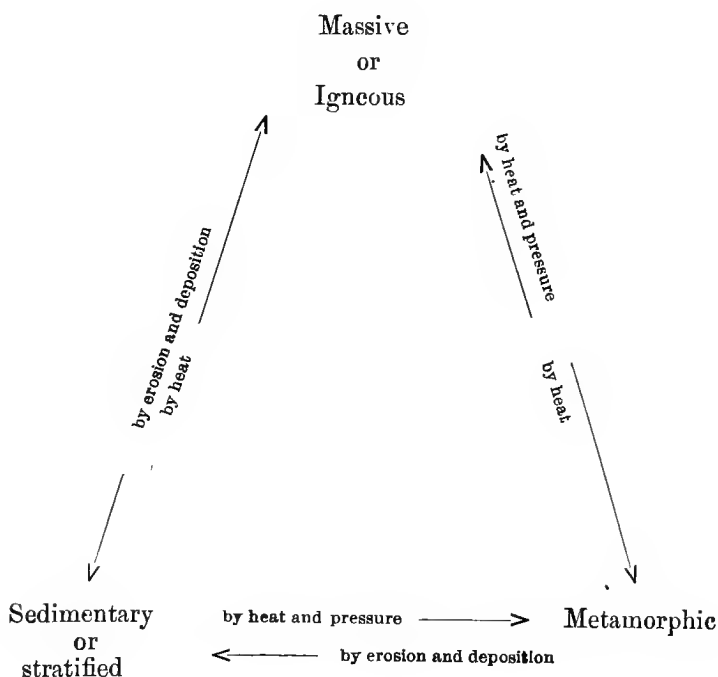 Massive
or
Igneous
by heat and pressure
by erosion and deposition
by heat
by heat
Sedimentary
or
stratified
by heat and pressure
Metamorphic
by erosion and deposition